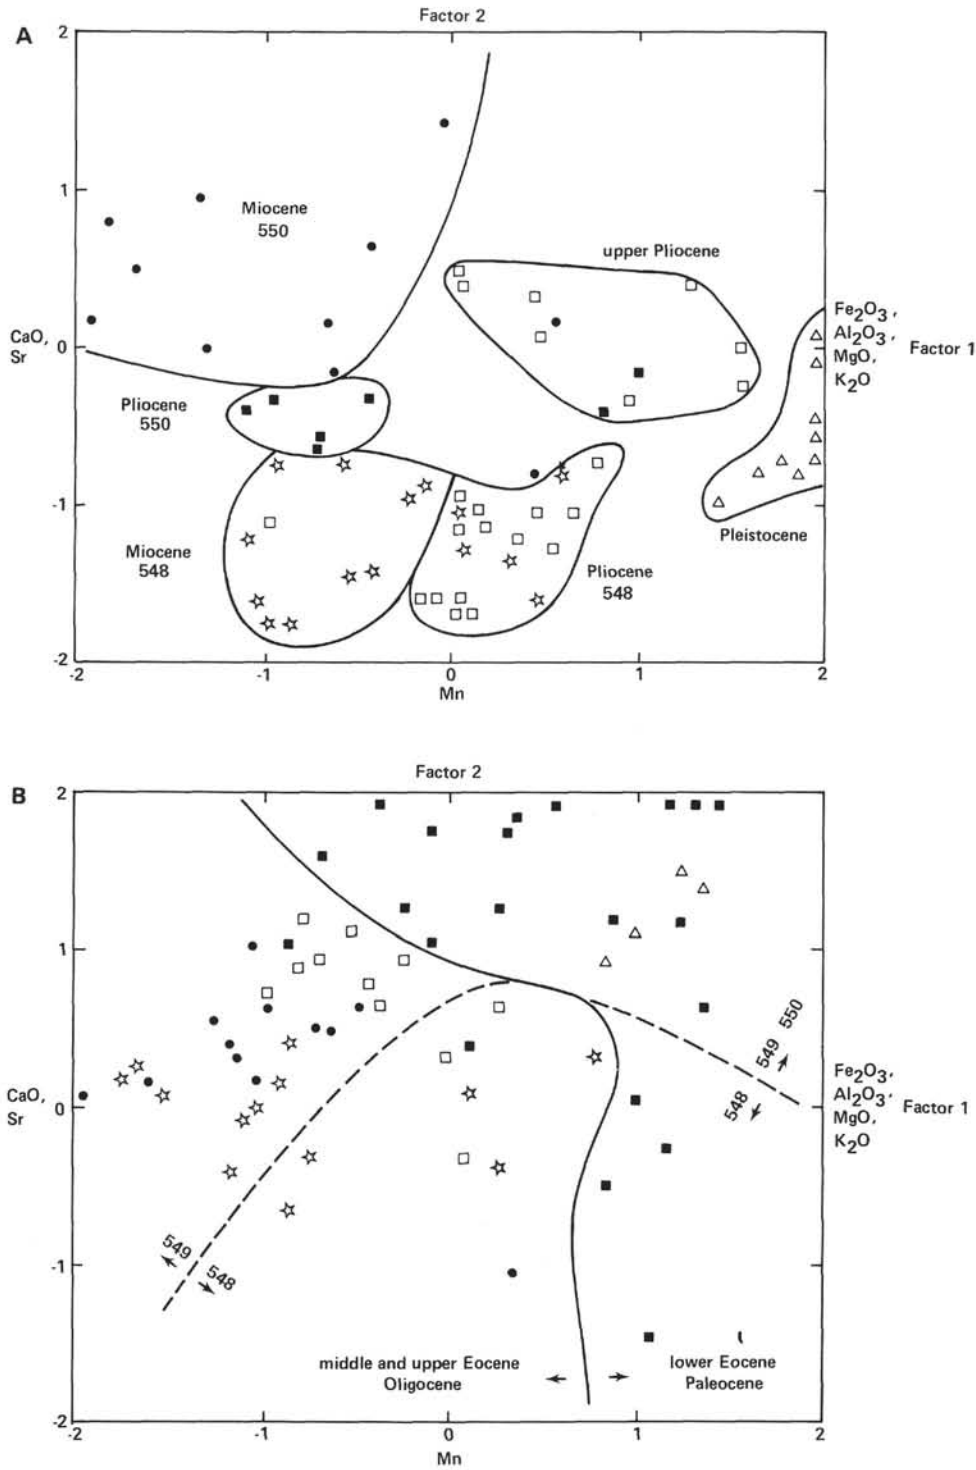 A
Factor 2
2
1
0
-1
-2
-2
-1
0
1
2
Mn
CaO,
Sr
Fe2O3,
Al2O3,
MgO,
K2O
Factor 1
Miocene
550
upper Pliocene
Pliocene
550
Miocene
548
Pliocene
548
Pleistocene
B
Factor 2
2
1
0
-1
-2
-2
-1
0
1
2
Mn
CaO,
Sr
Fe2O3,
Al2O3,
MgO,
K2O
Factor 1
549 550
548
549
548
middle and upper Eocene
Oligocene
lower Eocene
Paleocene